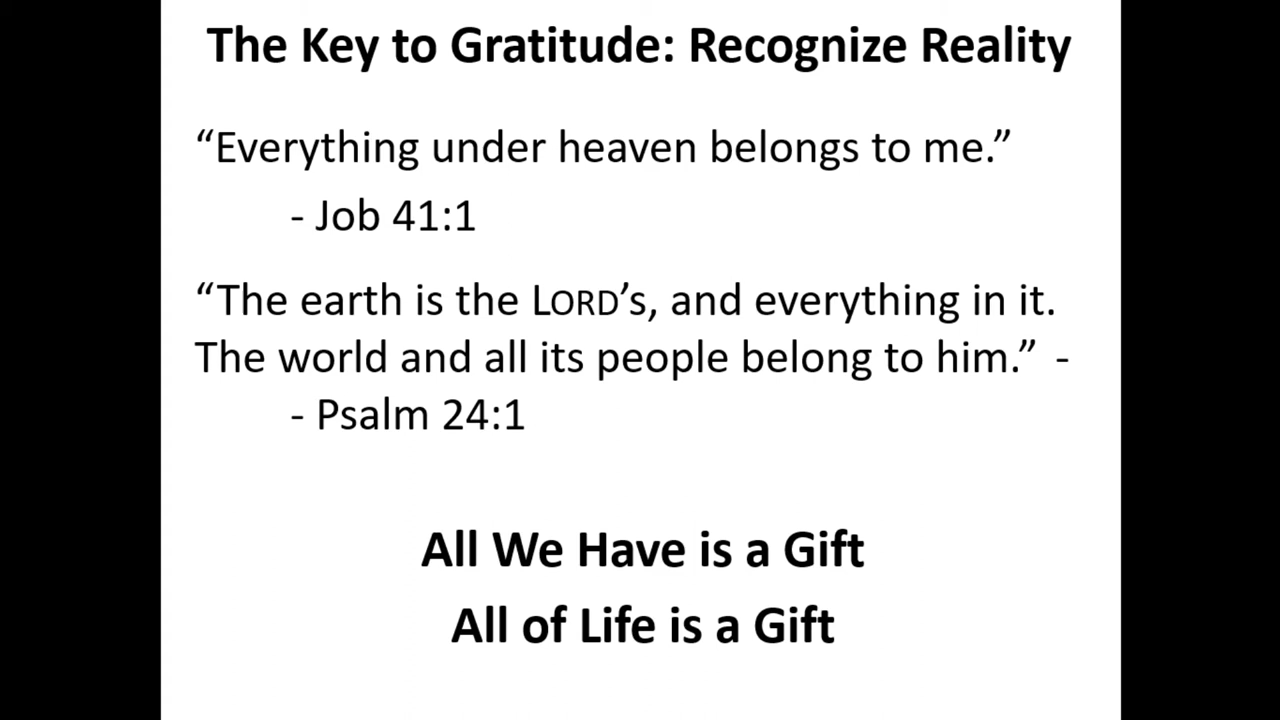 The Key to Gratitude: Recognize Reality
“Everything under heaven belongs to me.”
- Job 41:1
“The earth is the LORD’s, and everything in it.
The world and all its people belong to him.” -
- Psalm 24:1
All We Have is a Gift
All of Life is a Gift